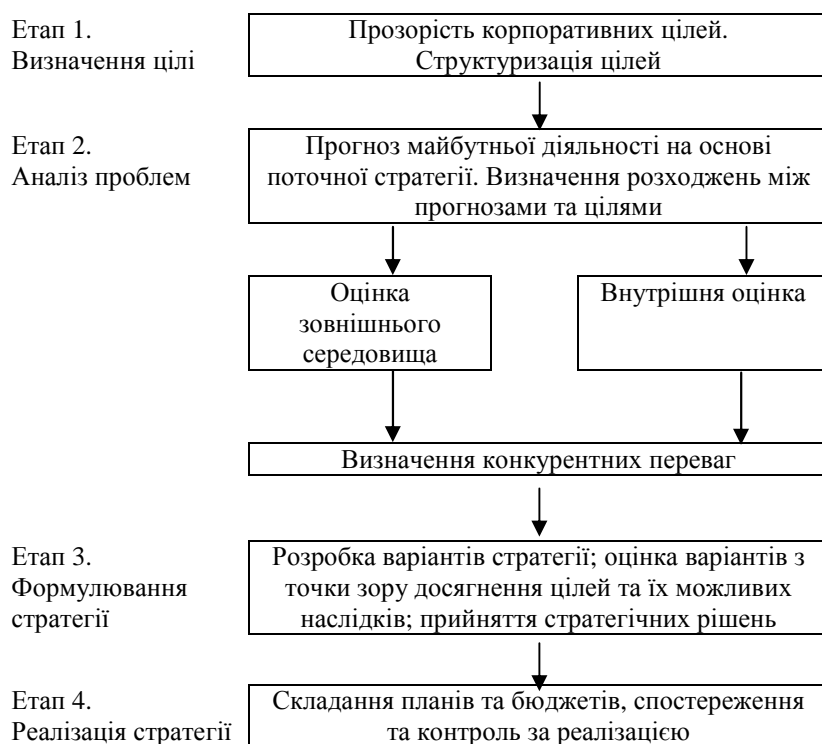 Етап 1.
Визначення цілі
Прозорість корпоративних цілей.
Структуризація цілей
Етап 2.
Аналіз проблем
Прогноз майбутньої діяльності на основі
поточної стратегії. Визначення розходжень між
прогнозами та цілями
Оцінка
зовнішнього
середовища
Внутрішня оцінка
Визначення конкурентних переваг
Етап 3.
Формулювання
стратегії
Розробка варіантів стратегії; оцінка варіантів з
точки зору досягнення цілей та їх можливих
наслідків; прийняття стратегічних рішень
Етап 4.
Реалізація стратегії
Складання планів та бюджетів, спостереження
та контроль за реалізацією